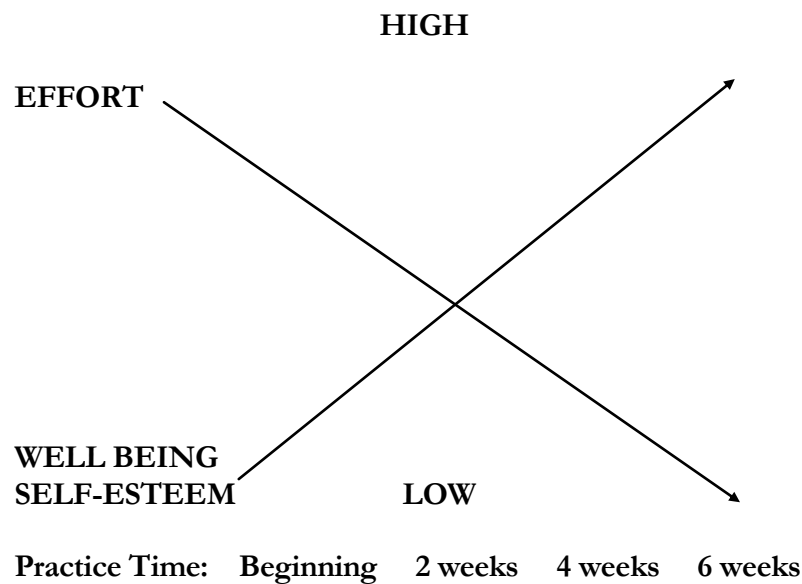 HIGH
EFFORT
WELL BEING
SELF-ESTEEM LOW
Practice Time: Beginning 2 weeks 4 weeks 6 weeks